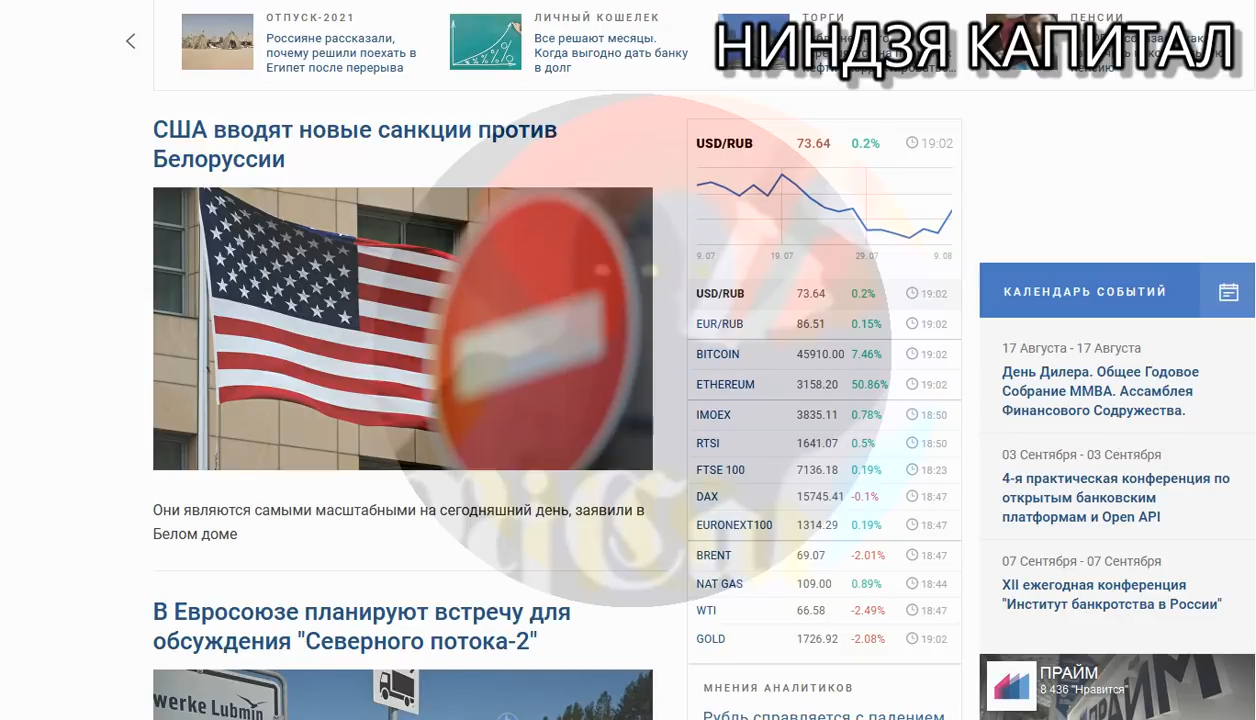 ОТПУСК-2021
Россияне рассказали,
почему решили поехать в
Египет после перерыва
ЛИЧНЫЙ КОШЕЛЕК
Все решают месяцы.
Когда выгодно дать банку
в долг
ТОРГИ
ПЕНСИИ
НИНДЗЯ КАПИТАЛ
США вводят новые санкции против
Белоруссии
Они являются самыми масштабными на сегодняшний день, заявили в
Белом доме
В Евросоюзе планируют встречу для
обсуждения "Северного потока-2"
werke Lubmin
USD/RUB 73.64 0.2% 19:02
9. 07 19. 07 29. 07 9. 08
USD/RUB 73.64 0.2% 19:02
EUR/RUB 86.51 0.15% 19:02
BITCOIN 45910.00 7.46% 19:02
ETHEREUM 3158.20 50.86% 19:02
IMOEX 3835.11 0.78% 18:50
RTSI 1641.07 0.5% 18:50
FTSE 100 7136.18 0.19% 18:23
DAX 15745.41 -0.1% 18:47
EURONEXT100 1314.29 0.19% 18:47
BRENT 69.07 -2.01% 18:47
NAT GAS 109.00 0.89% 18:44
WTI 66.58 -2.49% 18:47
GOLD 1726.92 -2.08% 19:02
МНЕНИЯ АНАЛИТИКОВ
Рубль справляется с падением
КАЛЕНДАРЬ СОБЫТИЙ
17 Августа - 17 Августа
День Дилера. Общее Годовое
Собрание ММВА. Ассамблея
Финансового Содружества.
03 Сентября - 03 Сентября
4-я практическая конференция по
открытым банковским
платформам и Open API
07 Сентября - 07 Сентября
XII ежегодная конференция
"Институт банкротства в России"
ПРАЙМ
8 436 "Нравится"